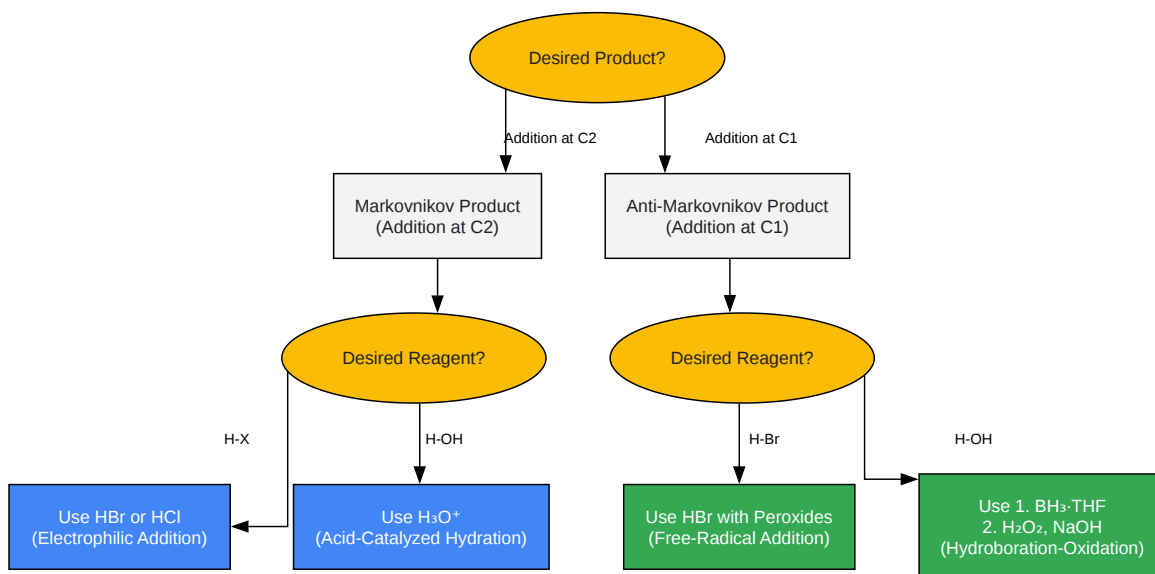 Desired Product?
Addition at C2
Addition at C1
Markovnikov Product
(Addition at C2)
Anti-Markovnikov Product
(Addition at C1)
Desired Reagent?
Desired Reagent?
H-X
H-OH
H-Br
H-OH
Use HBr or HCl
(Electrophilic Addition)
Use H₃O⁺
(Acid-Catalyzed Hydration)
Use HBr with Peroxides
(Free-Radical Addition)
Use 1. BH₃·THF
2. H₂O₂, NaOH
(Hydroboration-Oxidation)